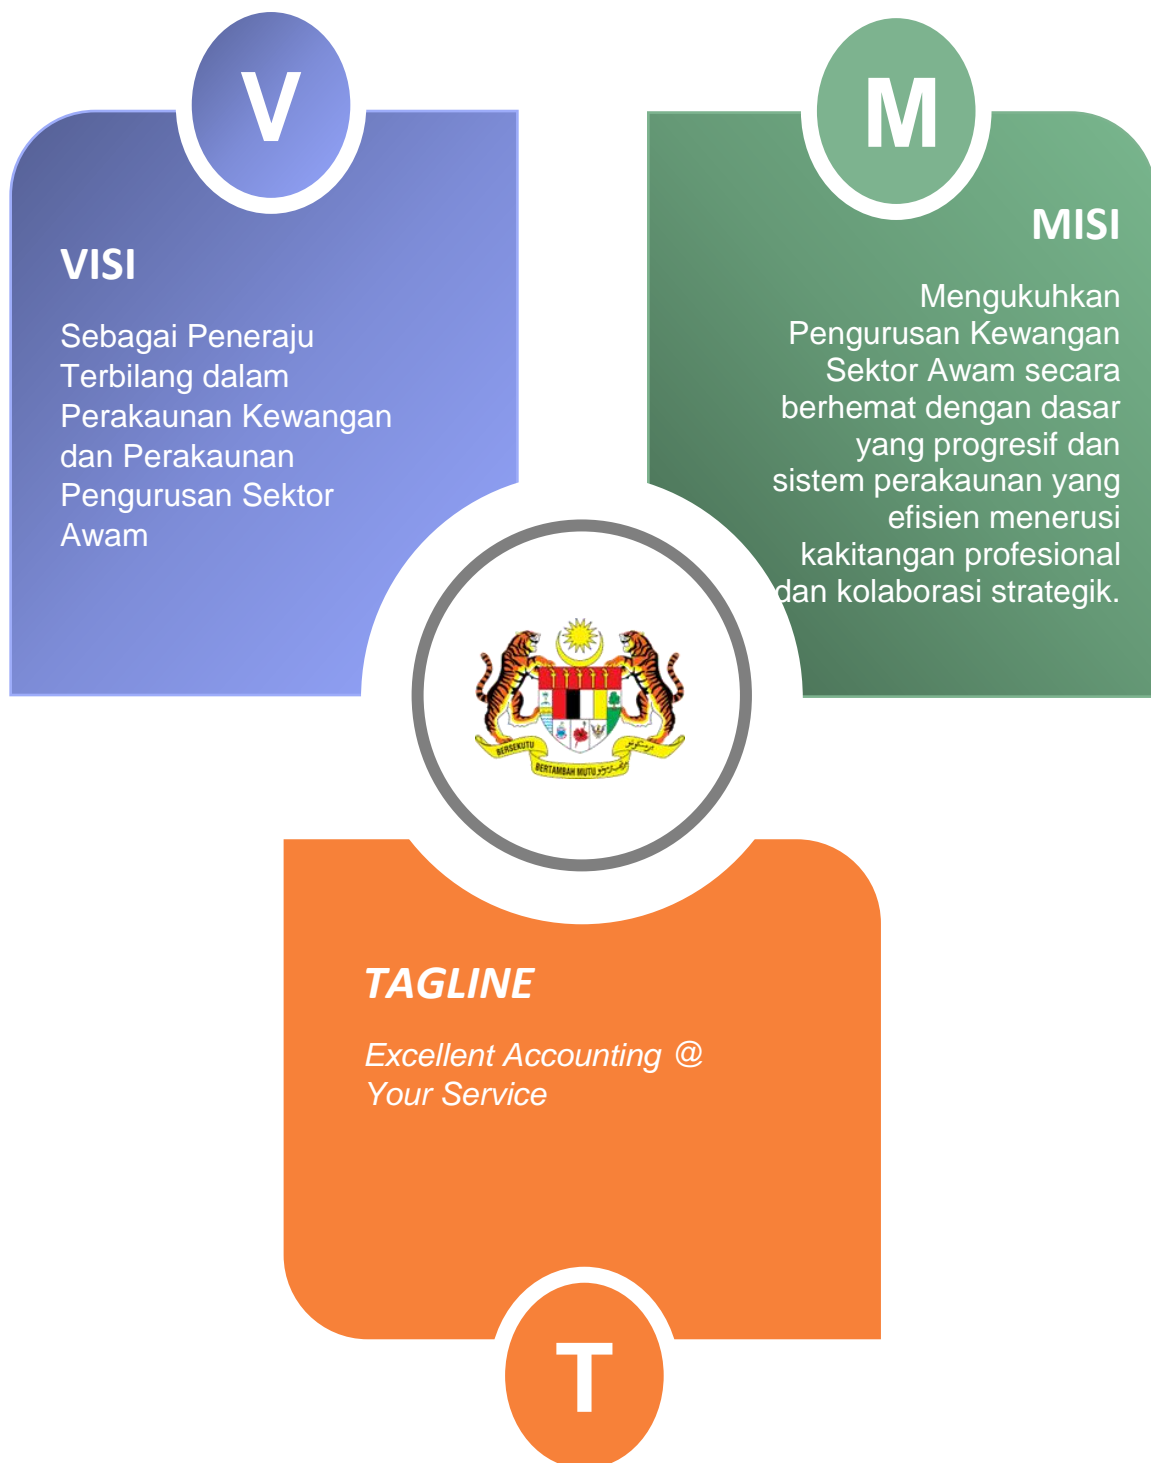 V
VISI
Sebagai Peneraju
Terbilang dalam
Perakaunan Kewangan
dan Perakaunan
Pengurusan Sektor
Awam
M
MISI
Mengukuhkan
Pengurusan Kewangan
Sektor Awam secara
berhemat dengan dasar
yang progresif dan
sistem perakaunan yang
efisien menerusi
kakitangan profesional
dan kolaborasi strategik.
BERSEKUTU
BERTAMBAH MUTU
TAGLINE
Excellent Accounting @
Your Service
T